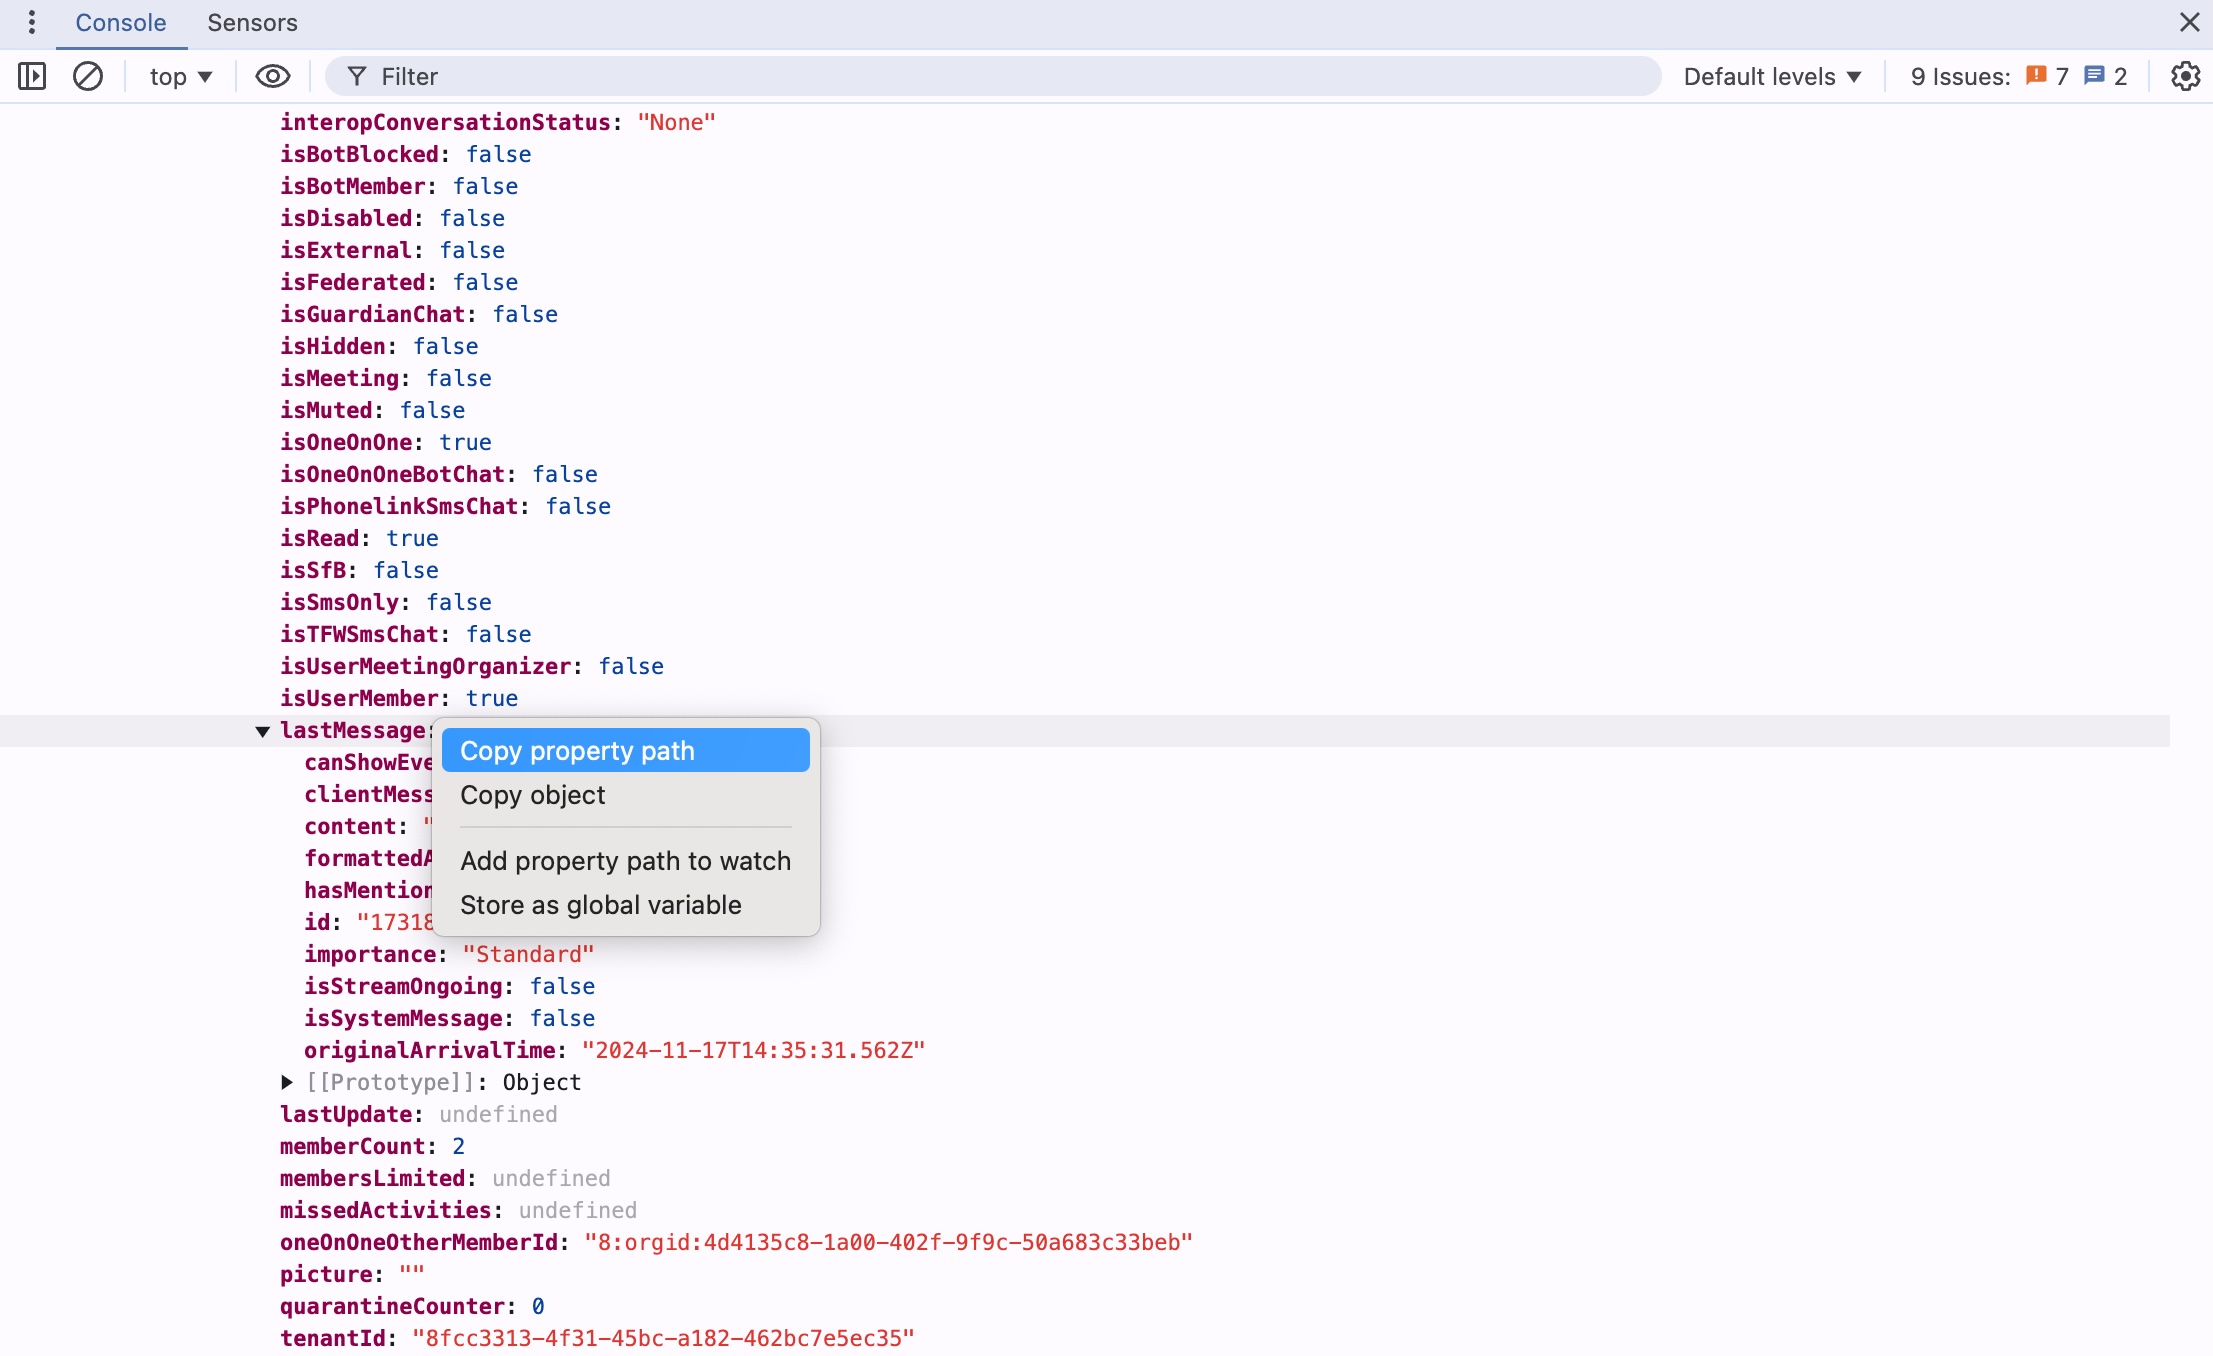 Console Sensors
top Filter Default levels 9 Issues: 7 2
interopConversationStatus: "None"
isBotBlocked: false
isBotMember: false
isDisabled: false
isExternal: false
isFederated: false
isGuardianChat: false
isHidden: false
isMeeting: false
isMuted: false
isOneOnOne: true
isOneOnOneBotChat: false
isPhonelinkSmsChat: false
isRead: true
isSfB: false
isSmsOnly: false
isTFWSmsChat: false
isUserMeetingOrganizer: false
isUserMember: true
lastMessage:
Copy property path
canShowEve
clientMess
Copy object
content: "
formattedA
Add property path to watch
hasMention
Store as global variable
id: "17318
importance: "Standard"
isStreamOngoing: false
isSystemMessage: false
originalArrivalTime: "2024-11-17T14:35:31.562Z"
[[Prototype]]: Object
lastUpdate: undefined
memberCount: 2
membersLimited: undefined
missedActivities: undefined
oneOnOneOtherMemberId: "8:orgid:4d4135c8-1a00-402f-9f9c-50a683c33beb"
picture: ""
quarantineCounter: 0
tenantId: "8fcc3313-4f31-45bc-a182-462bc7e5ec35"